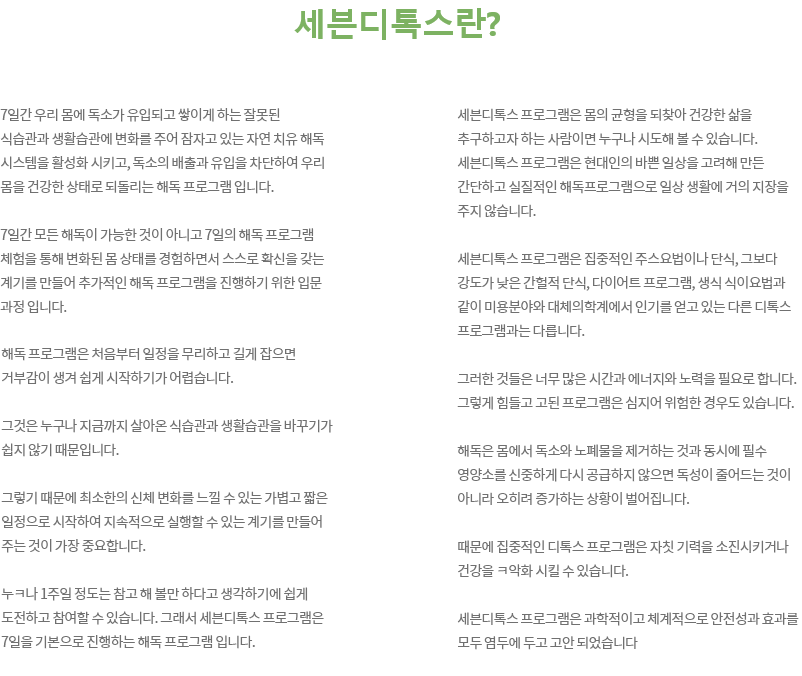 세븐디톡스란?
7일간 우리 몸에 독소가 유입되고 쌓이게 하는 잘못된
식습관과 생활습관에 변화를 주어 잠자고 있는 자연 치유 해독
시스템을 활성화 시키고, 독소의 배출과 유입을 차단하여 우리
몸을 건강한 상태로 되돌리는 해독 프로그램 입니다.
7일간 모든 해독이 가능한 것이 아니고 7일의 해독 프로그램
체험을 통해 변화된 몸 상태를 경험하면서 스스로 확신을 갖는
계기를 만들어 추가적인 해독 프로그램을 진행하기 위한 입문
과정 입니다.
해독 프로그램은 처음부터 일정을 무리하고 길게 잡으면
거부감이 생겨 쉽게 시작하기가 어렵습니다.
그것은 누구나 지금까지 살아온 식습관과 생활습관을 바꾸기가
쉽지 않기 때문입니다.
그렇기 때문에 최소한의 신체 변화를 느낄 수 있는 가볍고 짧은
일정으로 시작하여 지속적으로 실행할 수 있는 계기를 만들어
주는 것이 가장 중요합니다.
누ㅋ나 1주일 정도는 참고 해 볼만 하다고 생각하기에 쉽게
도전하고 참여할 수 있습니다. 그래서 세븐디톡스 프로그램은
7일을 기본으로 진행하는 해독 프로그램 입니다.
세븐디톡스 프로그램은 몸의 균형을 되찾아 건강한 삶을
추구하고자 하는 사람이면 누구나 시도해 볼 수 있습니다.
세븐디톡스 프로그램은 현대인의 바쁜 일상을 고려해 만든
간단하고 실질적인 해독프로그램으로 일상 생활에 거의 지장을
주지 않습니다.
세븐디톡스 프로그램은 집중적인 주스요법이나 단식, 그보다
강도가 낮은 간헐적 단식, 다이어트 프로그램, 생식 식이요법과
같이 미용분야와 대체의학계에서 인기를 얻고 있는 다른 디톡스
프로그램과는 다릅니다.
그러한 것들은 너무 많은 시간과 에너지와 노력을 필요로 합니다.
그렇게 힘들고 고된 프로그램은 심지어 위험한 경우도 있습니다.
해독은 몸에서 독소와 노폐물을 제거하는 것과 동시에 필수
영양소를 신중하게 다시 공급하지 않으면 독성이 줄어드는 것이
아니라 오히려 증가하는 상황이 벌어집니다.
때문에 집중적인 디톡스 프로그램은 자칫 기력을 소진시키거나
건강을 ㅋ악화 시킬 수 있습니다.
세븐디톡스 프로그램은 과학적이고 체계적으로 안전성과 효과를
모두 염두에 두고 고안 되었습니다